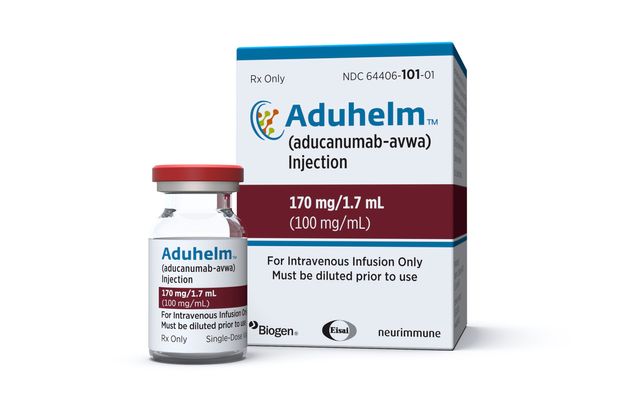 Rx Only
NDC 64406-101-01
Aduhelm™
(aducanumab-avwa)
Injection
170 mg/1.7 mL
(100 mg/mL)
For Intravenous Infusion Only
Must be diluted prior to use
Biogen®
Eisai
neurimmune
Aduhelm™
(aducanumab-avwa)
Injection
170 mg/1.7 mL
(100 mg/mL)
For Intravenous Infusion Only
Must be diluted prior to use
Rx Only
Single-Dose